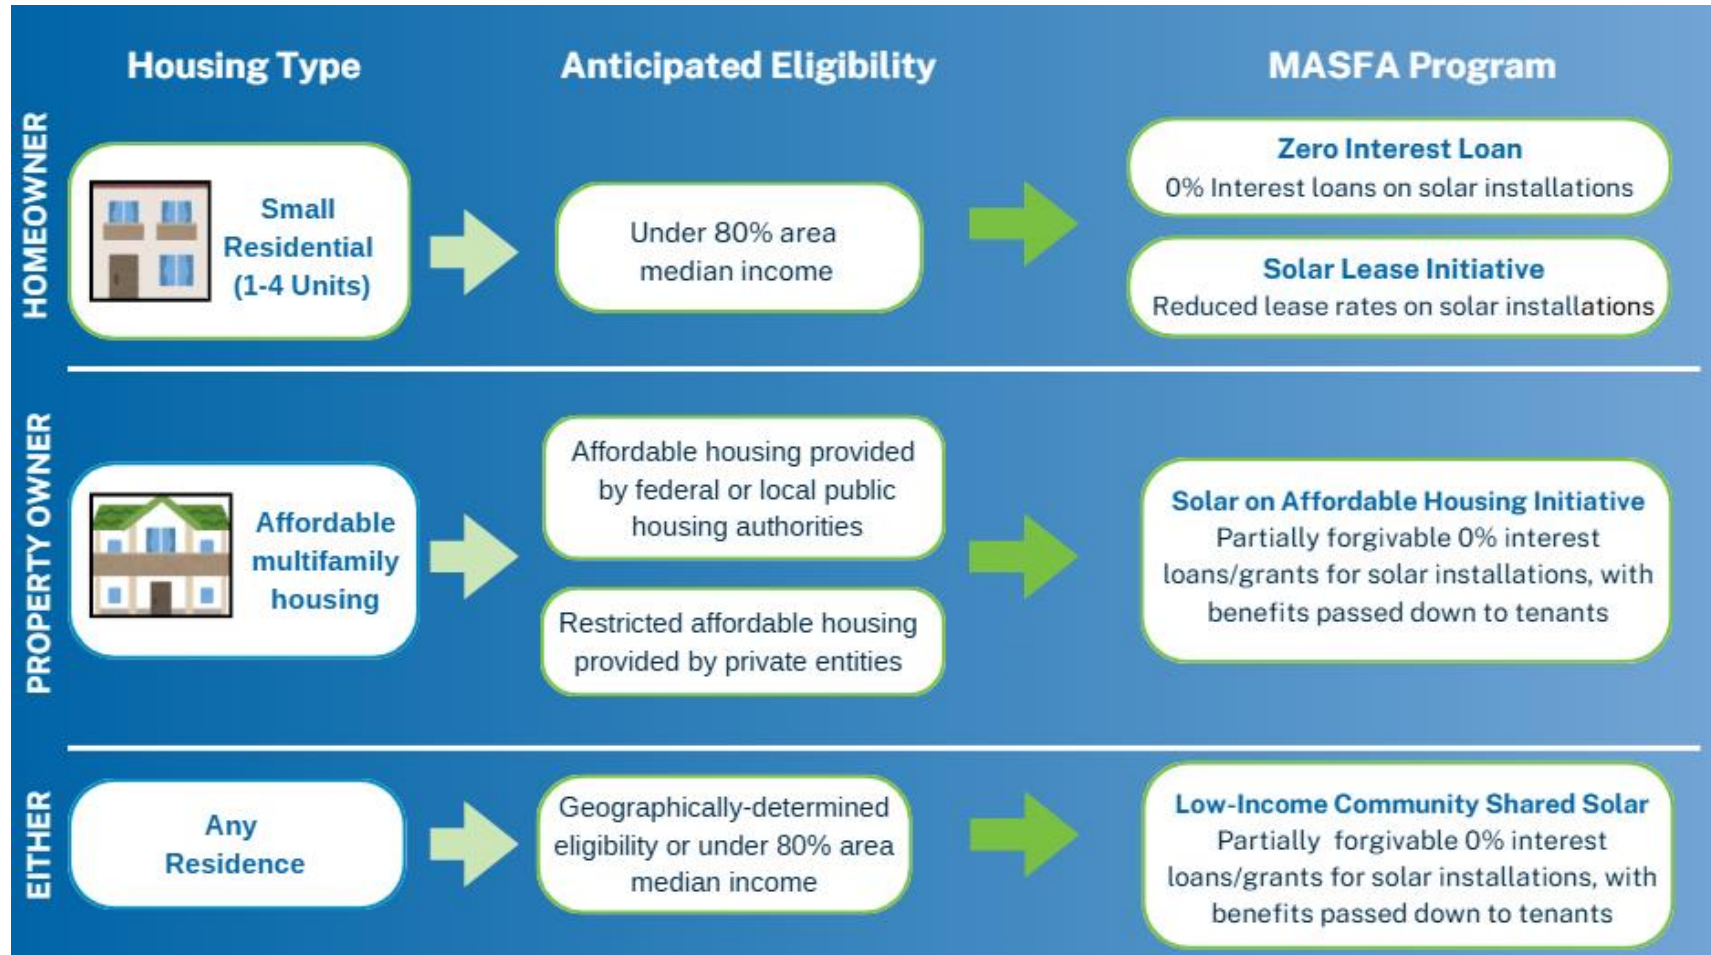 Housing Type
Anticipated Eligibility
MASFA Program
HOMEOWNER
Small
Residential
(1-4 Units)
Under 80% area
median income
Zero Interest Loan
0% Interest loans on solar installations
Solar Lease Initiative
Reduced lease rates on solar installations
PROPERTY OWNER
Affordable
multifamily
housing
Affordable housing provided
by federal or local public
housing authorities
Restricted affordable housing
provided by private entities
Solar on Affordable Housing Initiative
Partially forgivable 0% interest
loans/grants for solar installations, with
benefits passed down to tenants
EITHER
Any
Residence
Geographically-determined
eligibility or under 80% area
median income
Low-Income Community Shared Solar
Partially forgivable 0% interest
loans/grants for solar installations, with
benefits passed down to tenants